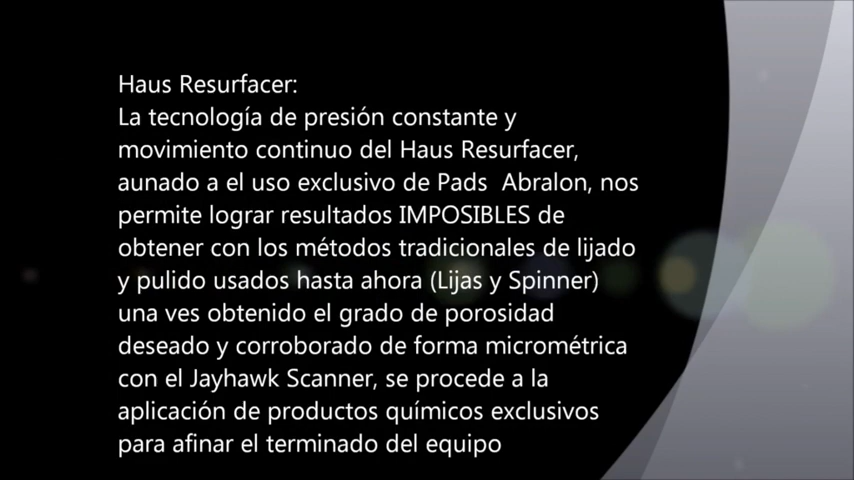 Haus Resurfacer:
La tecnología de presión constante y
movimiento continuo del Haus Resurfacer,
aunado a el uso exclusivo de Pads  Abralon, nos
permite lograr resultados IMPOSIBLES de
obtener con los métodos tradicionales de lijado
y pulido usados hasta ahora (Lijas y Spinner)
una ves obtenido el grado de porosidad
deseado y corroborado de forma micrométrica
con el Jayhawk Scanner, se procede a la
aplicación de productos químicos exclusivos
para afinar el terminado del equipo